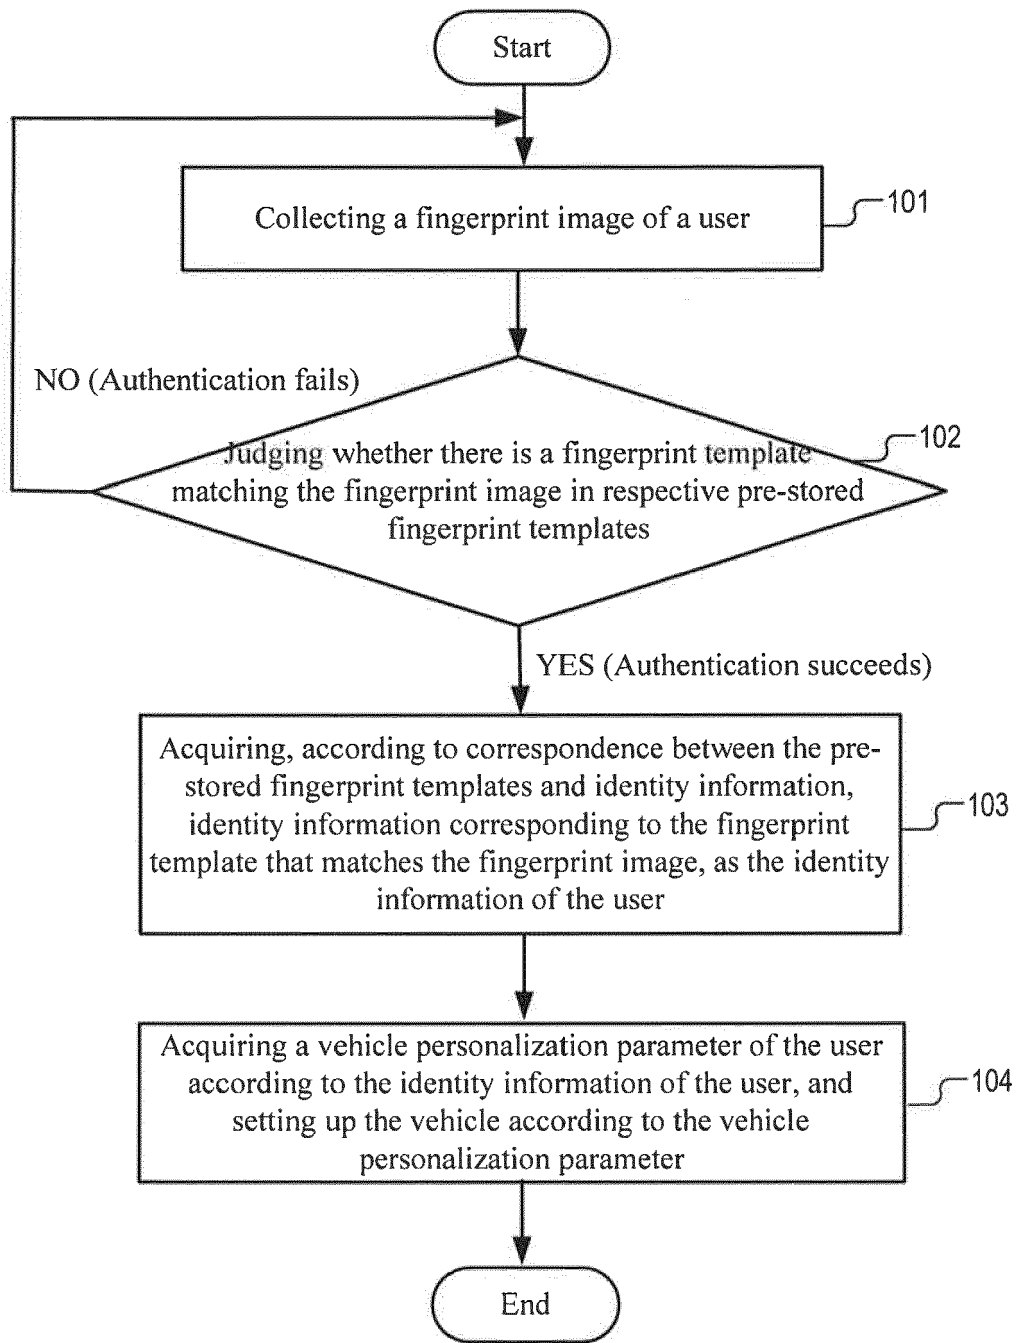 Start
Collecting a fingerprint image of a user
101
NO (Authentication fails)
Judging whether there is a fingerprint template
matching the fingerprint image in respective pre-stored
fingerprint templates
102
YES (Authentication succeeds)
Acquiring, according to correspondence between the pre-
stored fingerprint templates and identity information,
identity information corresponding to the fingerprint
template that matches the fingerprint image, as the identity
information of the user
103
Acquiring a vehicle personalization parameter of the user
according to the identity information of the user, and
setting up the vehicle according to the vehicle
personalization parameter
104
End